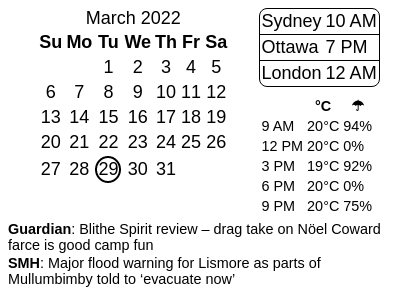 March 2022
Su Mo Tu We Th Fr Sa
1 2 3 4 5
6 7 8 9 10 11 12
13 14 15 16 17 18 19
20 21 22 23 24 25 26
27 28 29 30 31
Sydney 10 AM
Ottawa 7 PM
London 12 AM
°C ☂
9 AM 20°C 94%
12 PM 20°C 0%
3 PM 19°C 92%
6 PM 20°C 0%
9 PM 20°C 75%
Guardian: Blithe Spirit review – drag take on Nöel Coward
farce is good camp fun
SMH: Major flood warning for Lismore as parts of
Mullumbimby told to ‘evacuate now’